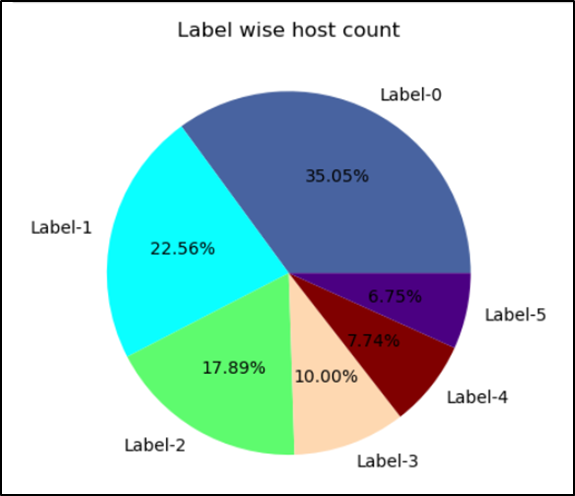 Label wise host count
Label-0
35.05%
Label-1
22.56%
6.75%
Label-5
7.74%
17.89%
10.00%
Label-4
Label-2
Label-3